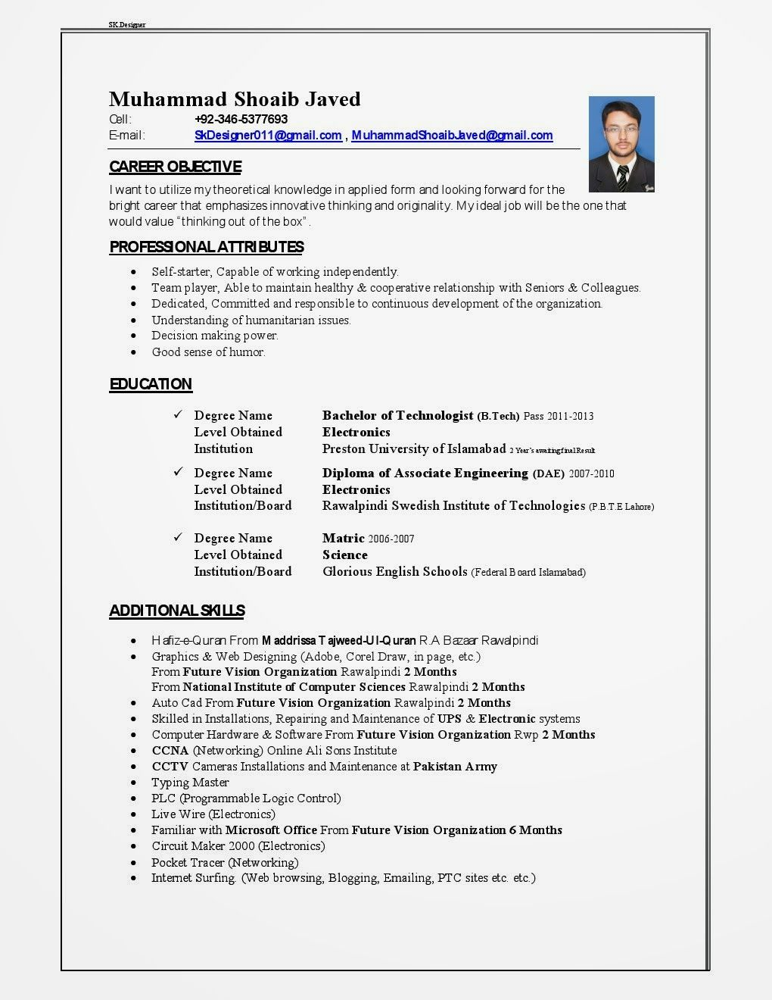 SK.Designer
Muhammad Shoaib Javed
Cell: +92-346-5377693
E-mail: SkDesigner011@gmail.com , MuhammadShoaibJaved@gmail.com
CAREER OBJECTIVE
I want to utilize my theoretical knowledge in applied form and looking forward for the
bright career that emphasizes innovative thinking and originality. My ideal job will be the one that
would value “thinking out of the box”.
PROFESSIONAL ATTRIBUTES
• Self-starter, Capable of working independently.
• Team player, Able to maintain healthy & cooperative relationship with Seniors & Colleagues.
• Dedicated, Committed and responsible to continuous development of the organization.
• Understanding of humanitarian issues.
• Decision making power.
• Good sense of humor.
EDUCATION
✓ Degree Name Bachelor of Technologist (B.Tech) Pass 2011-2013
Level Obtained Electronics
Institution Preston University of Islamabad 2 Year's awaiting final Result
✓ Degree Name Diploma of Associate Engineering (DAE) 2007-2010
Level Obtained Electronics
Institution/Board Rawalpindi Swedish Institute of Technologies (P.B.T.E Lahore)
✓ Degree Name Matric 2006-2007
Level Obtained Science
Institution/Board Glorious English Schools (Federal Board Islamabad)
ADDITIONAL SKILLS
• Hafiz-e-Quran From Maddrissa Tajweed-Ul-Quran R.A Bazaar Rawalpindi
• Graphics & Web Designing (Adobe, Corel Draw, in page, etc.)
From Future Vision Organization Rawalpindi 2 Months
From National Institute of Computer Sciences Rawalpindi 2 Months
• Auto Cad From Future Vision Organization Rawalpindi 2 Months
• Skilled in Installations, Repairing and Maintenance of UPS & Electronic systems
• Computer Hardware & Software From Future Vision Organization Rwp 2 Months
• CCNA (Networking) Online Ali Sons Institute
• CCTV Cameras Installations and Maintenance at Pakistan Army
• Typing Master
• PLC (Programmable Logic Control)
• Live Wire (Electronics)
• Familiar with Microsoft Office From Future Vision Organization 6 Months
• Circuit Maker 2000 (Electronics)
• Pocket Tracer (Networking)
• Internet Surfing. (Web browsing, Blogging, Emailing, PTC sites etc. etc.)